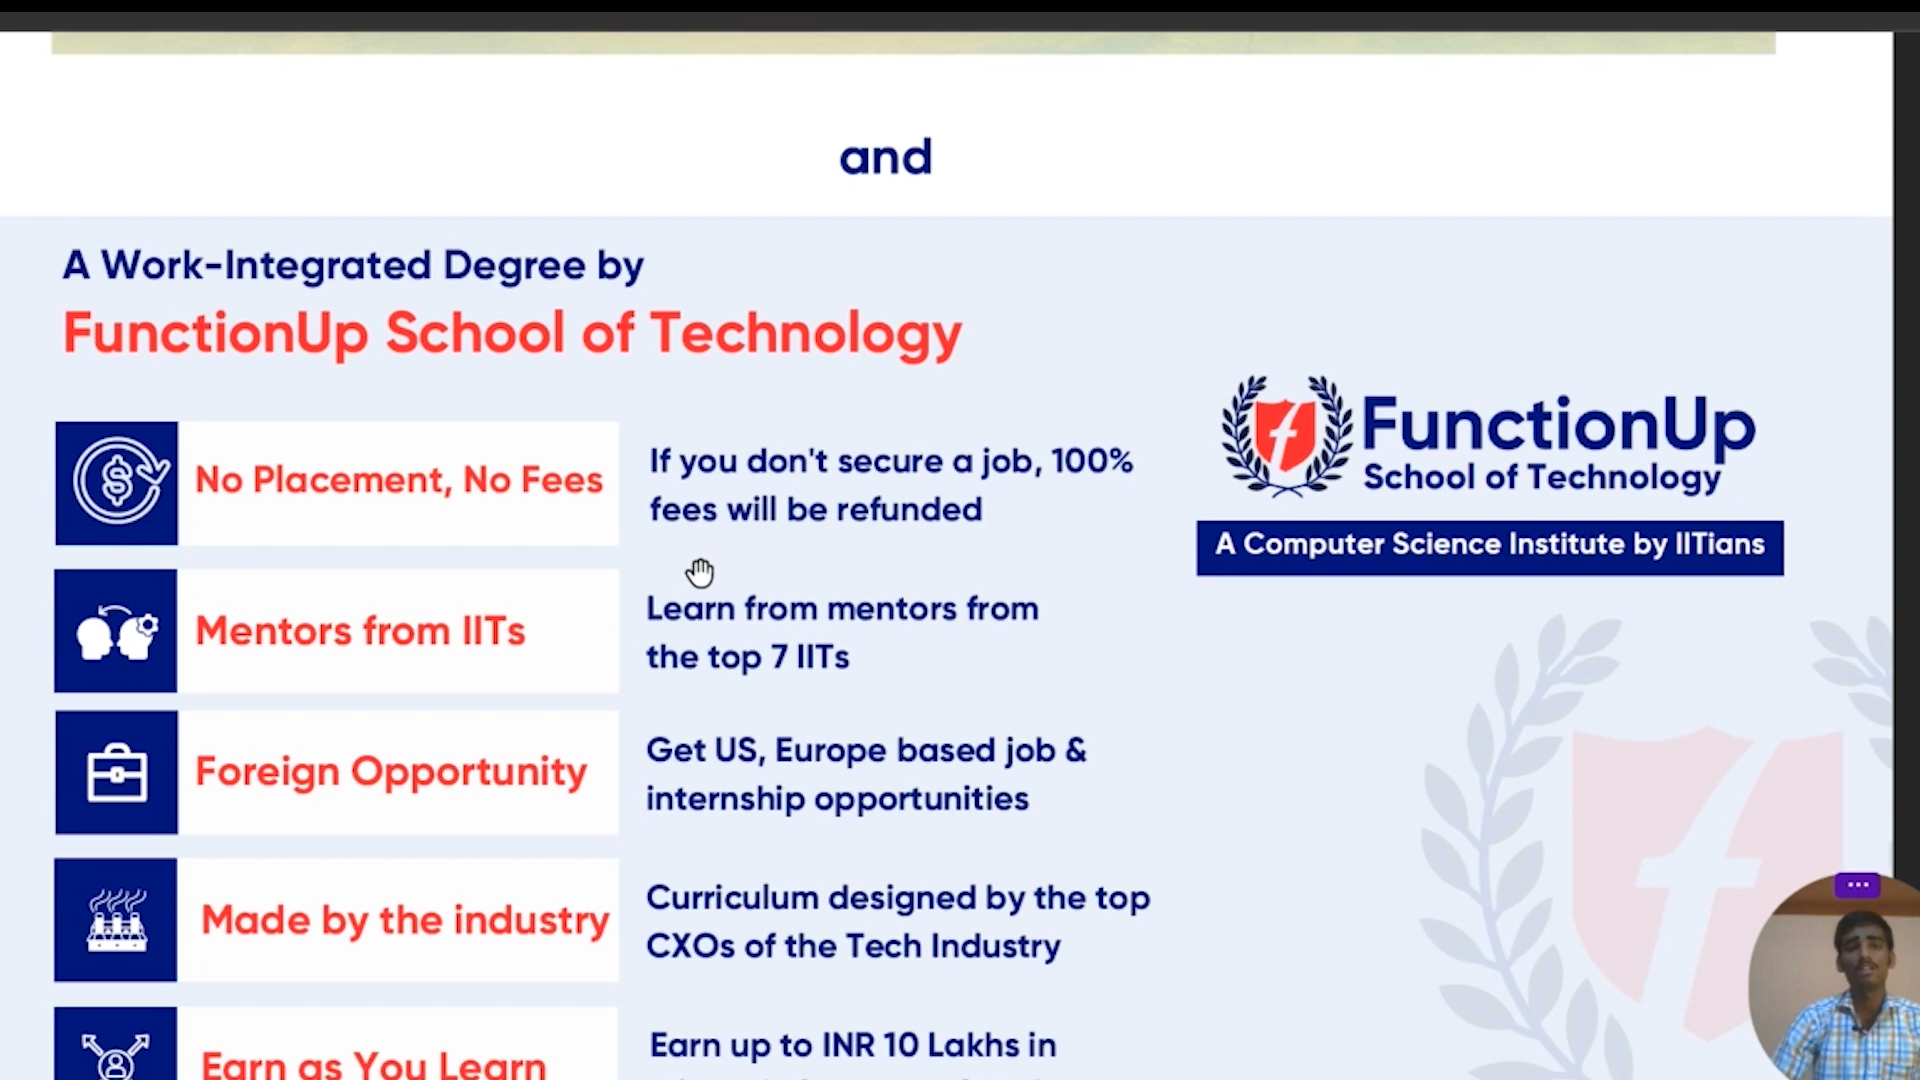 and
A Work-Integrated Degree by
FunctionUp School of Technology
No Placement, No Fees
If you don't secure a job, 100%
fees will be refunded
FunctionUp
School of Technology
A Computer Science Institute by IITians
Mentors from IITs
Learn from mentors from
the top 7 IITs
Foreign Opportunity
Get US, Europe based job &
internship opportunities
Made by the industry
Curriculum designed by the top
CXOs of the Tech Industry
Earn as You Learn
Earn up to INR 10 Lakhs in